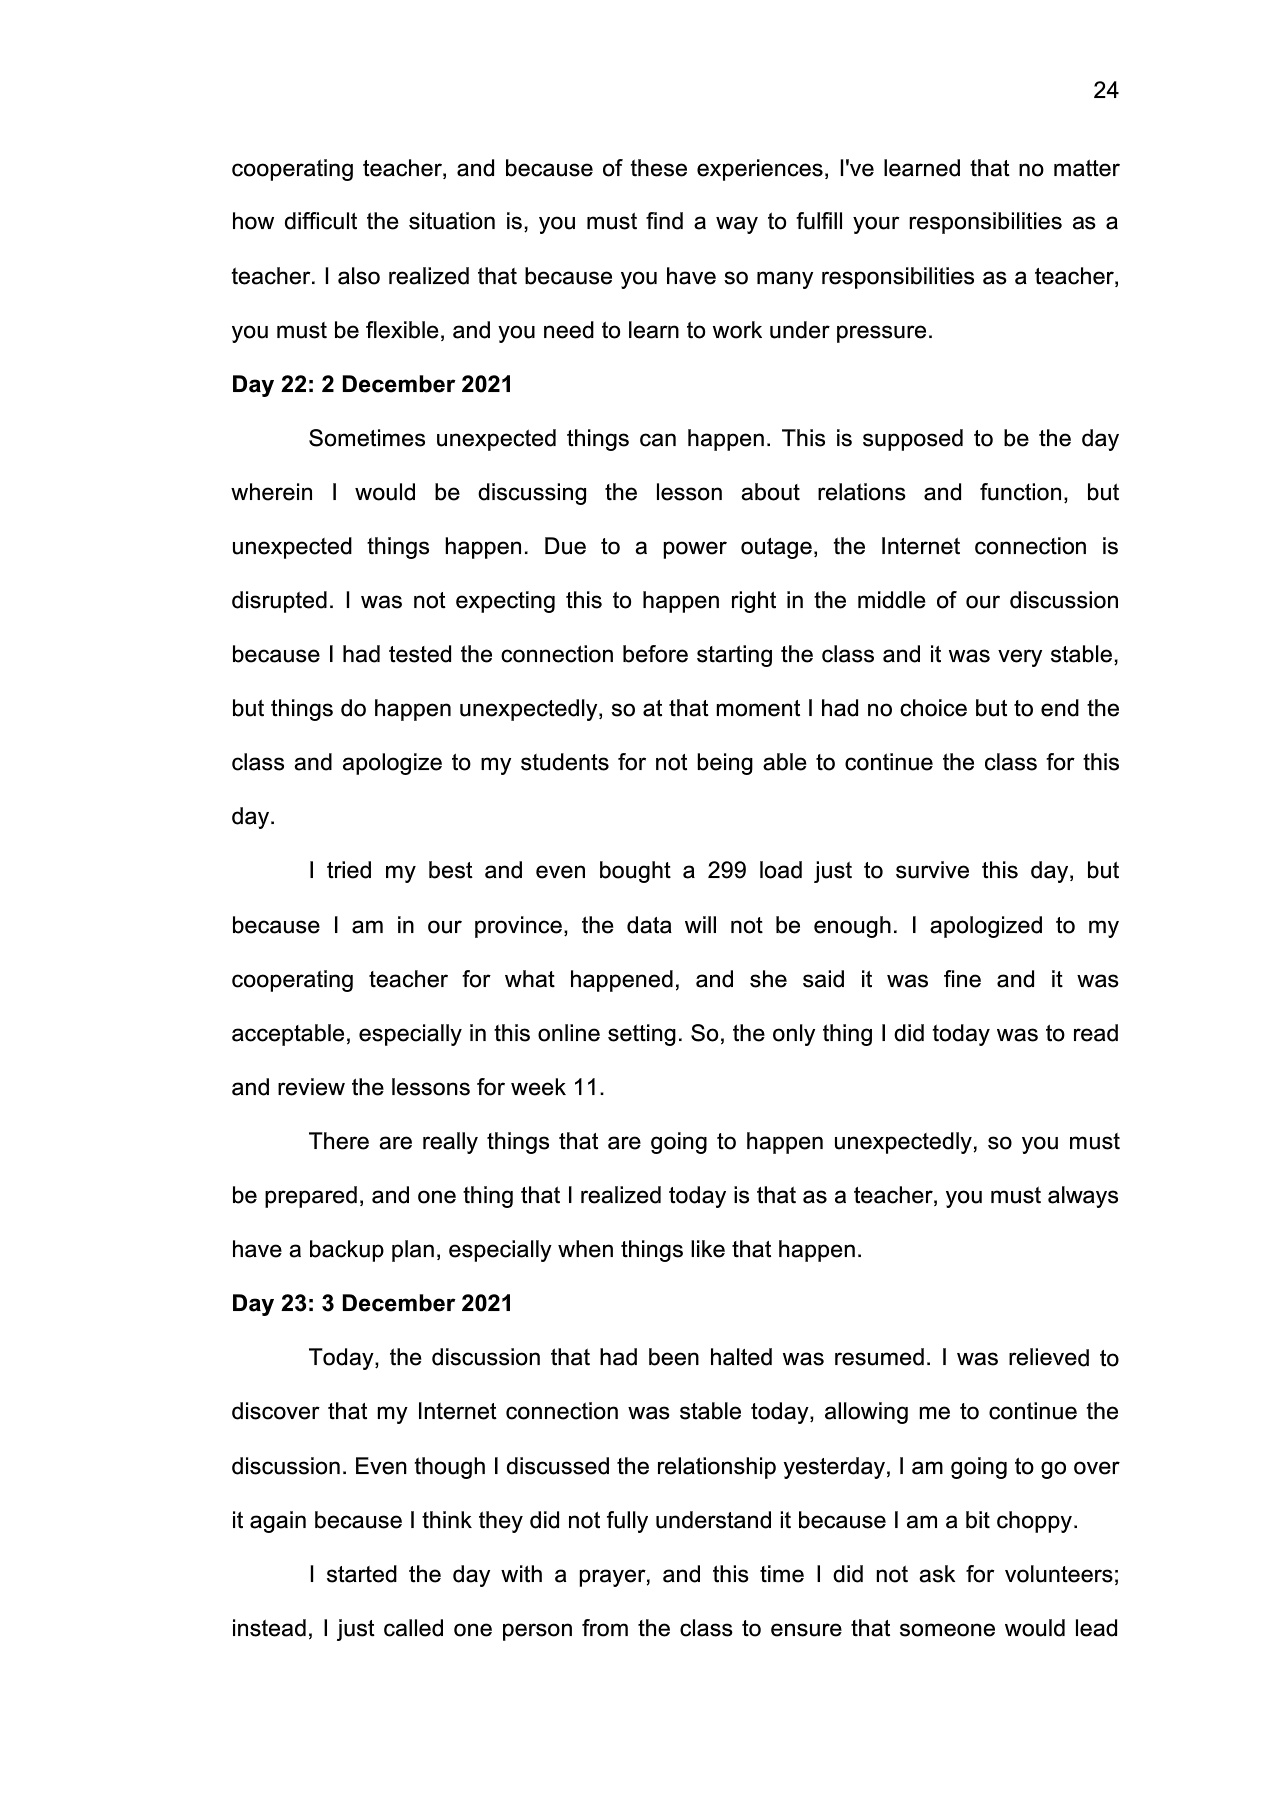 24
cooperating teacher, and because of these experiences, I've learned that no matter
how difficult the situation is, you must find a way to fulfill your responsibilities as a
teacher. I also realized that because you have so many responsibilities as a teacher,
you must be flexible, and you need to learn to work under pressure.
Day 22: 2 December 2021
Sometimes unexpected things can happen. This is supposed to be the day
wherein I would be discussing the lesson about relations and function, but
unexpected things happen. Due to a power outage, the Internet connection is
disrupted. I was not expecting this to happen right in the middle of our discussion
because I had tested the connection before starting the class and it was very stable,
but things do happen unexpectedly, so at that moment I had no choice but to end the
class and apologize to my students for not being able to continue the class for this
day.
I tried my best and even bought a 299 load just to survive this day, but
because I am in our province, the data will not be enough. I apologized to my
cooperating teacher for what happened, and she said it was fine and it was
acceptable, especially in this online setting. So, the only thing I did today was to read
and review the lessons for week 11.
There are really things that are going to happen unexpectedly, so you must
be prepared, and one thing that I realized today is that as a teacher, you must always
have a backup plan, especially when things like that happen.
Day 23: 3 December 2021
Today, the discussion that had been halted was resumed. I was relieved to
discover that my Internet connection was stable today, allowing me to continue the
discussion. Even though I discussed the relationship yesterday, I am going to go over
it again because I think they did not fully understand it because I am a bit choppy.
I started the day with a prayer, and this time I did not ask for volunteers;
instead, I just called one person from the class to ensure that someone would lead